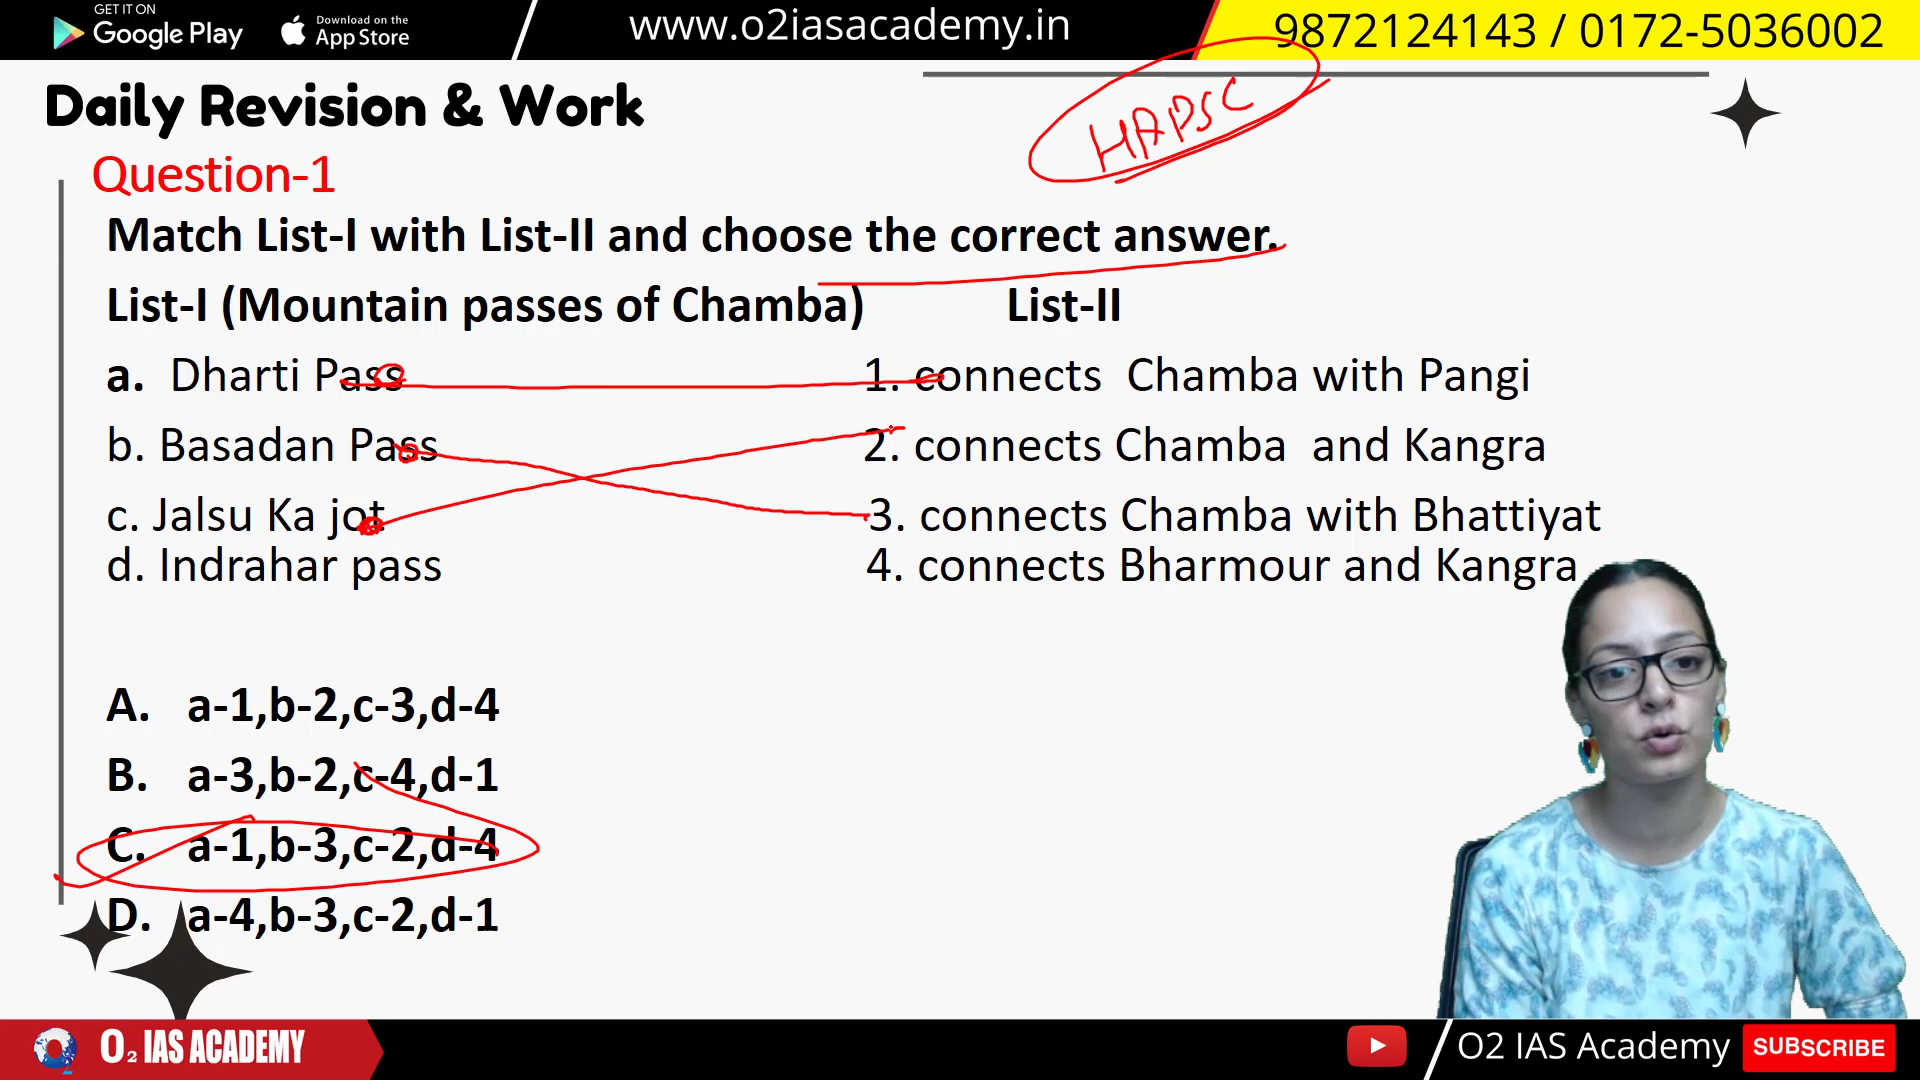 GET IT ON
Google Play
Download on the
App Store
www.o2iasacademy.in
9872124143 / 0172-5036002
Daily Revision & Work
HAPSC
Question-1
Match List-I with List-II and choose the correct answer.
List-I (Mountain passes of Chamba) List-II
a. Dharti Pass 1. connects Chamba with Pangi
b. Basadan Pass 2. connects Chamba and Kangra
c. Jalsu Ka jot 3. connects Chamba with Bhattiyat
d. Indrahar pass 4. connects Bharmour and Kangra
A. a-1,b-2,c-3,d-4
B. a-3,b-2,c-4,d-1
C. a-1,b-3,c-2,d-4
D. a-4,b-3,c-2,d-1
O2 IAS ACADEMY
O2 IAS Academy
SUBSCRIBE